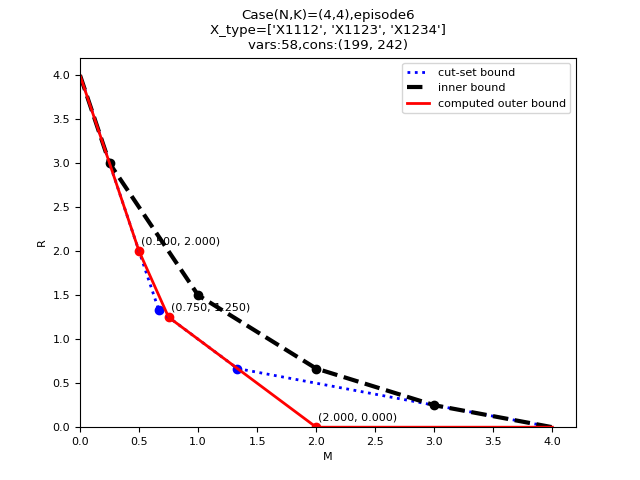 Case(N,K)=(4,4),episode6
X_type=['X1112', 'X1123', 'X1234']
vars:58,cons:(199, 242)
cut-set bound
inner bound
computed outer bound
4.0
3.5
3.0
2.5
2.0
1.5
1.0
0.5
0.0
R
(0.500, 2.000)
(0.750, 1.250)
(2.000, 0.000)
0.0 0.5 1.0 1.5 2.0 2.5 3.0 3.5 4.0
M